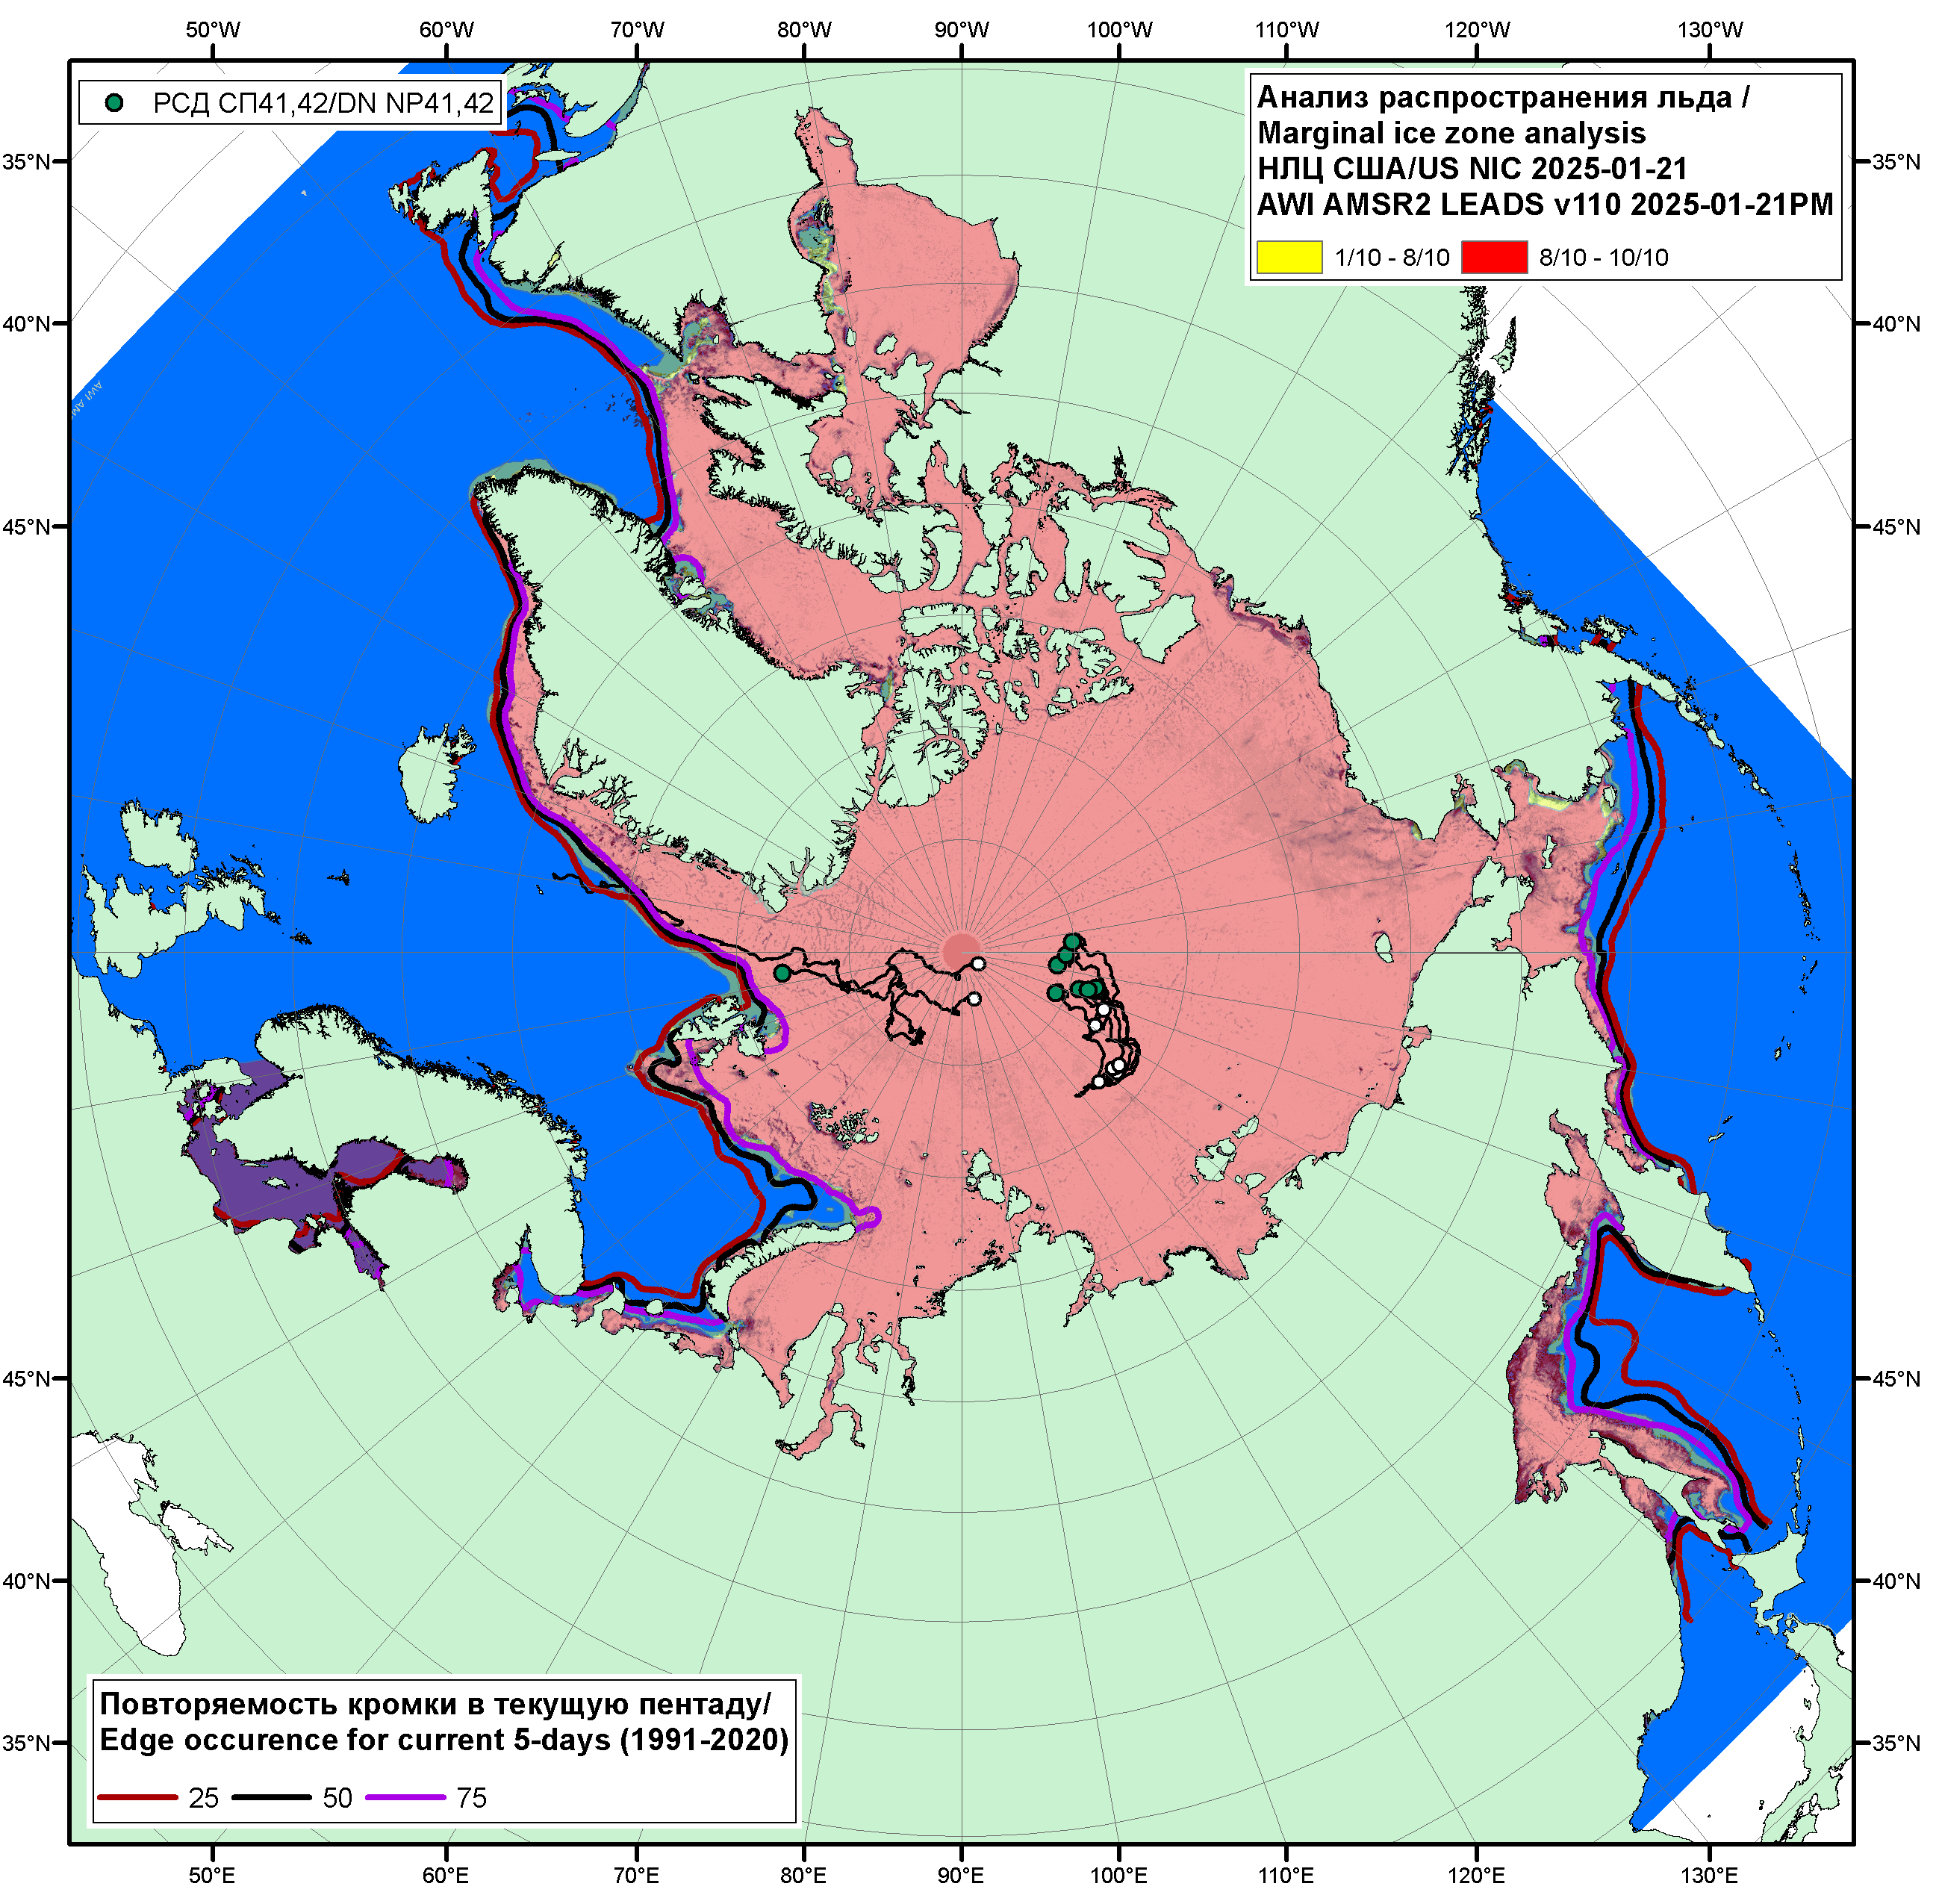 50°W 60°W 70°W 80°W 90°W 100°W 110°W 120°W 130°W
РСД СП41,42/DN NP41,42
Анализ распространения льда /
Marginal ice zone analysis
НЛЦ США/US NIC 2025-01-21
AWI AMSR2 LEADS v110 2025-01-21PM
1/10 - 8/10 8/10 - 10/10
35°N 35°N
40°N 40°N
45°N 45°N
45°N 45°N
40°N 40°N
35°N 35°N
Повторяемость кромки в текущую пентаду/
Edge occurence for current 5-days (1991-2020)
25 50 75
50°E 60°E 70°E 80°E 90°E 100°E 110°E 120°E 130°E